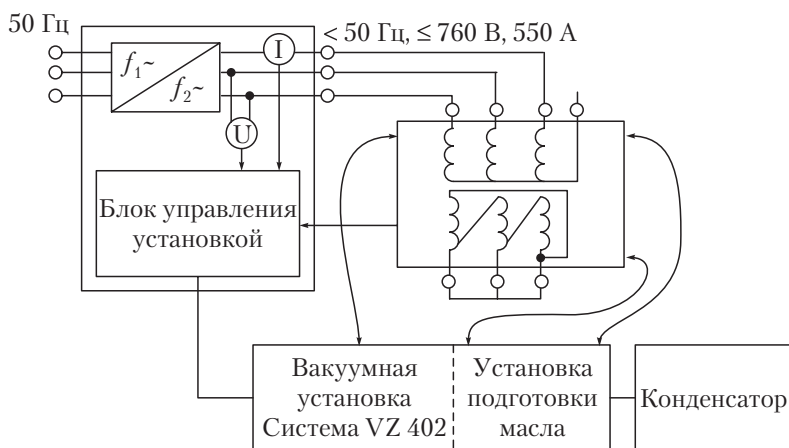 50 Гц
< 50 Гц, ≤ 760 В, 550 А
I
f₁~
f₂~
U
Блок управления
установкой
Вакуумная
установка
Система VZ 402
Установка
подготовки
масла
Конденсатор